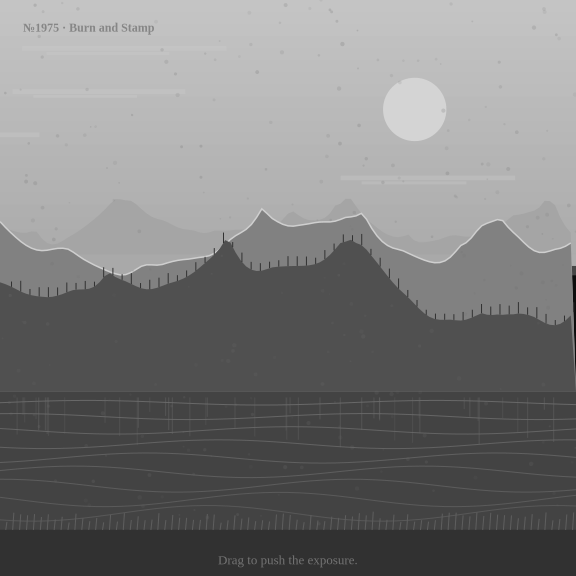 №1975 · Burn and Stamp
Drag to push the exposure.